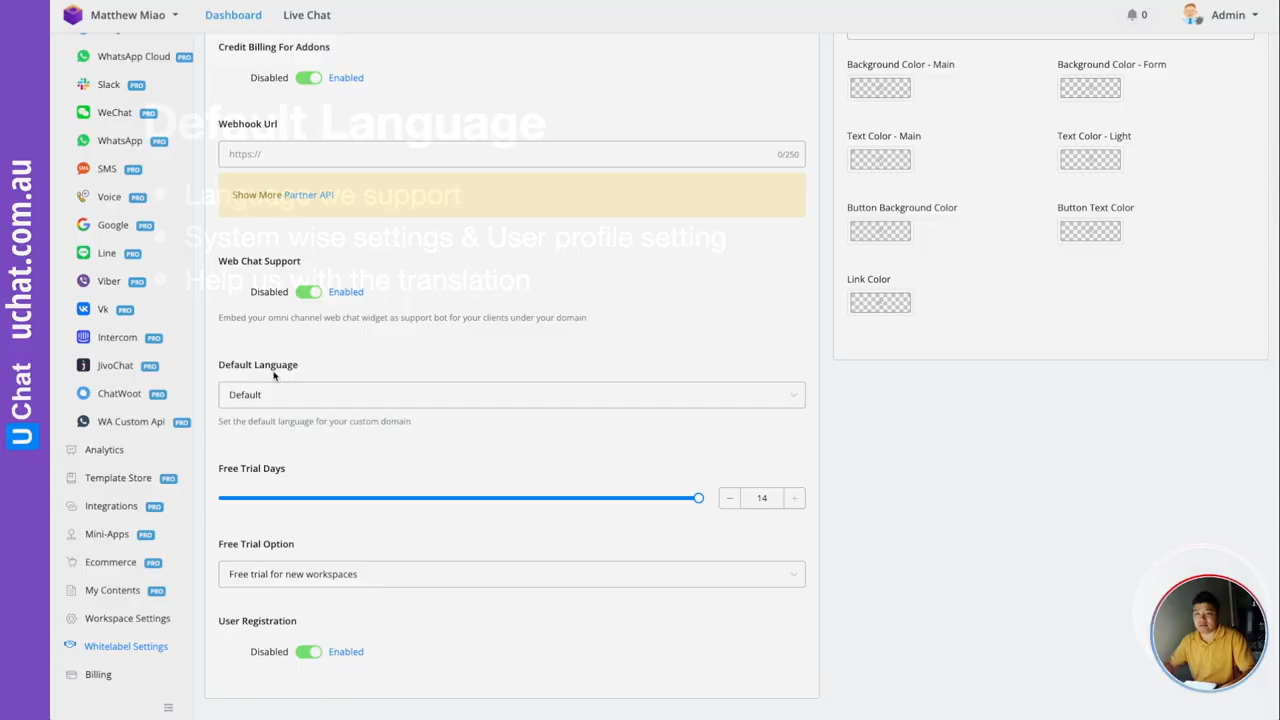 Matthew Miao
Dashboard
Live Chat
0
Admin
WhatsApp Cloud PRO
Slack PRO
WeChat PRO
WhatsApp PRO
SMS PRO
Voice PRO
Google PRO
Line PRO
Viber PRO
Vk PRO
Intercom PRO
JivoChat PRO
ChatWoot PRO
WA Custom Api PRO
Analytics
Template Store PRO
Integrations PRO
Mini-Apps PRO
Ecommerce PRO
My Contents PRO
Workspace Settings
Whitelabel Settings
Billing
U Chat uchat.com.au
Credit Billing For Addons
Disabled Enabled
Default Language
Webhook Url
https:// 0/250
Show More Partner API
Language we support
System wise settings & User profile setting
Web Chat Support
Help us with the translation
Disabled Enabled
Embed your omni channel web chat widget as support bot for your clients under your domain
Default Language
Default
Set the default language for your custom domain
Free Trial Days
14
Free Trial Option
Free trial for new workspaces
User Registration
Disabled Enabled
Background Color - Main
Background Color - Form
Text Color - Main
Text Color - Light
Button Background Color
Button Text Color
Link Color